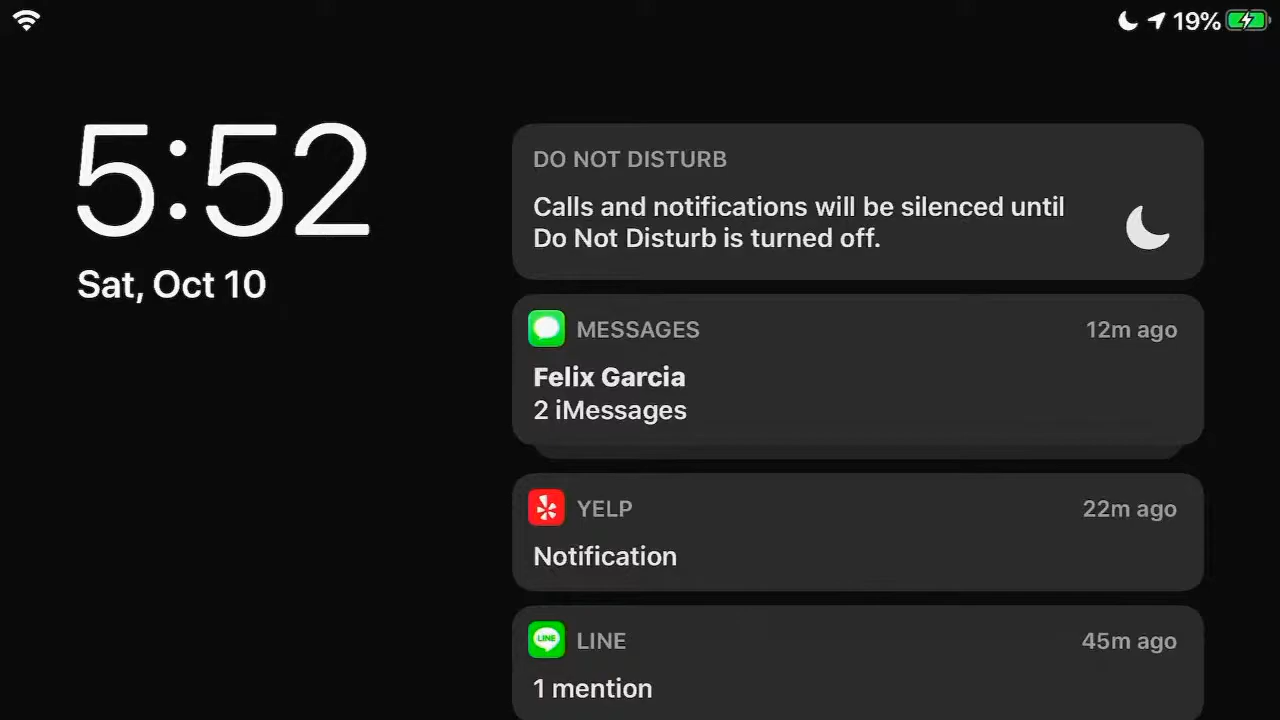 19%
5:52
Sat, Oct 10
DO NOT DISTURB
Calls and notifications will be silenced until
Do Not Disturb is turned off.
MESSAGES 12m ago
Felix Garcia
2 iMessages
YELP 22m ago
Notification
LINE LINE 45m ago
1 mention